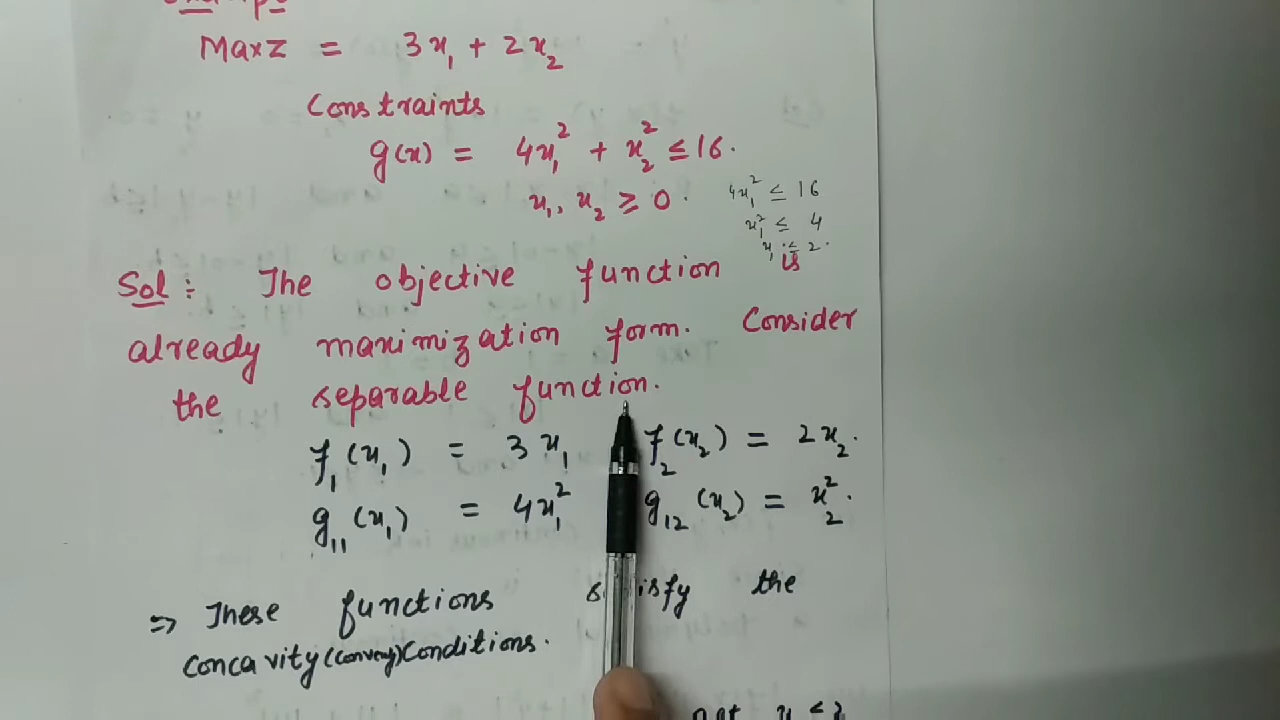 Max Z = 3x₁ + 2x₂
Constraints
g(x) = 4x₁² + x₂² ≤ 16.
x₁, x₂ ≥ 0.
4x₁² ≤ 16
x₁² ≤ 4
x₁ ≤ 2.
Sol: The objective function is
already maximization form. Consider
the separable function.
f₁(x₁) = 3x₁ f₂(x₂) = 2x₂.
g₁₁(x₁) = 4x₁² g₁₂(x₂) = x₂².
⇒ These functions the
concavity (convexy) conditions.